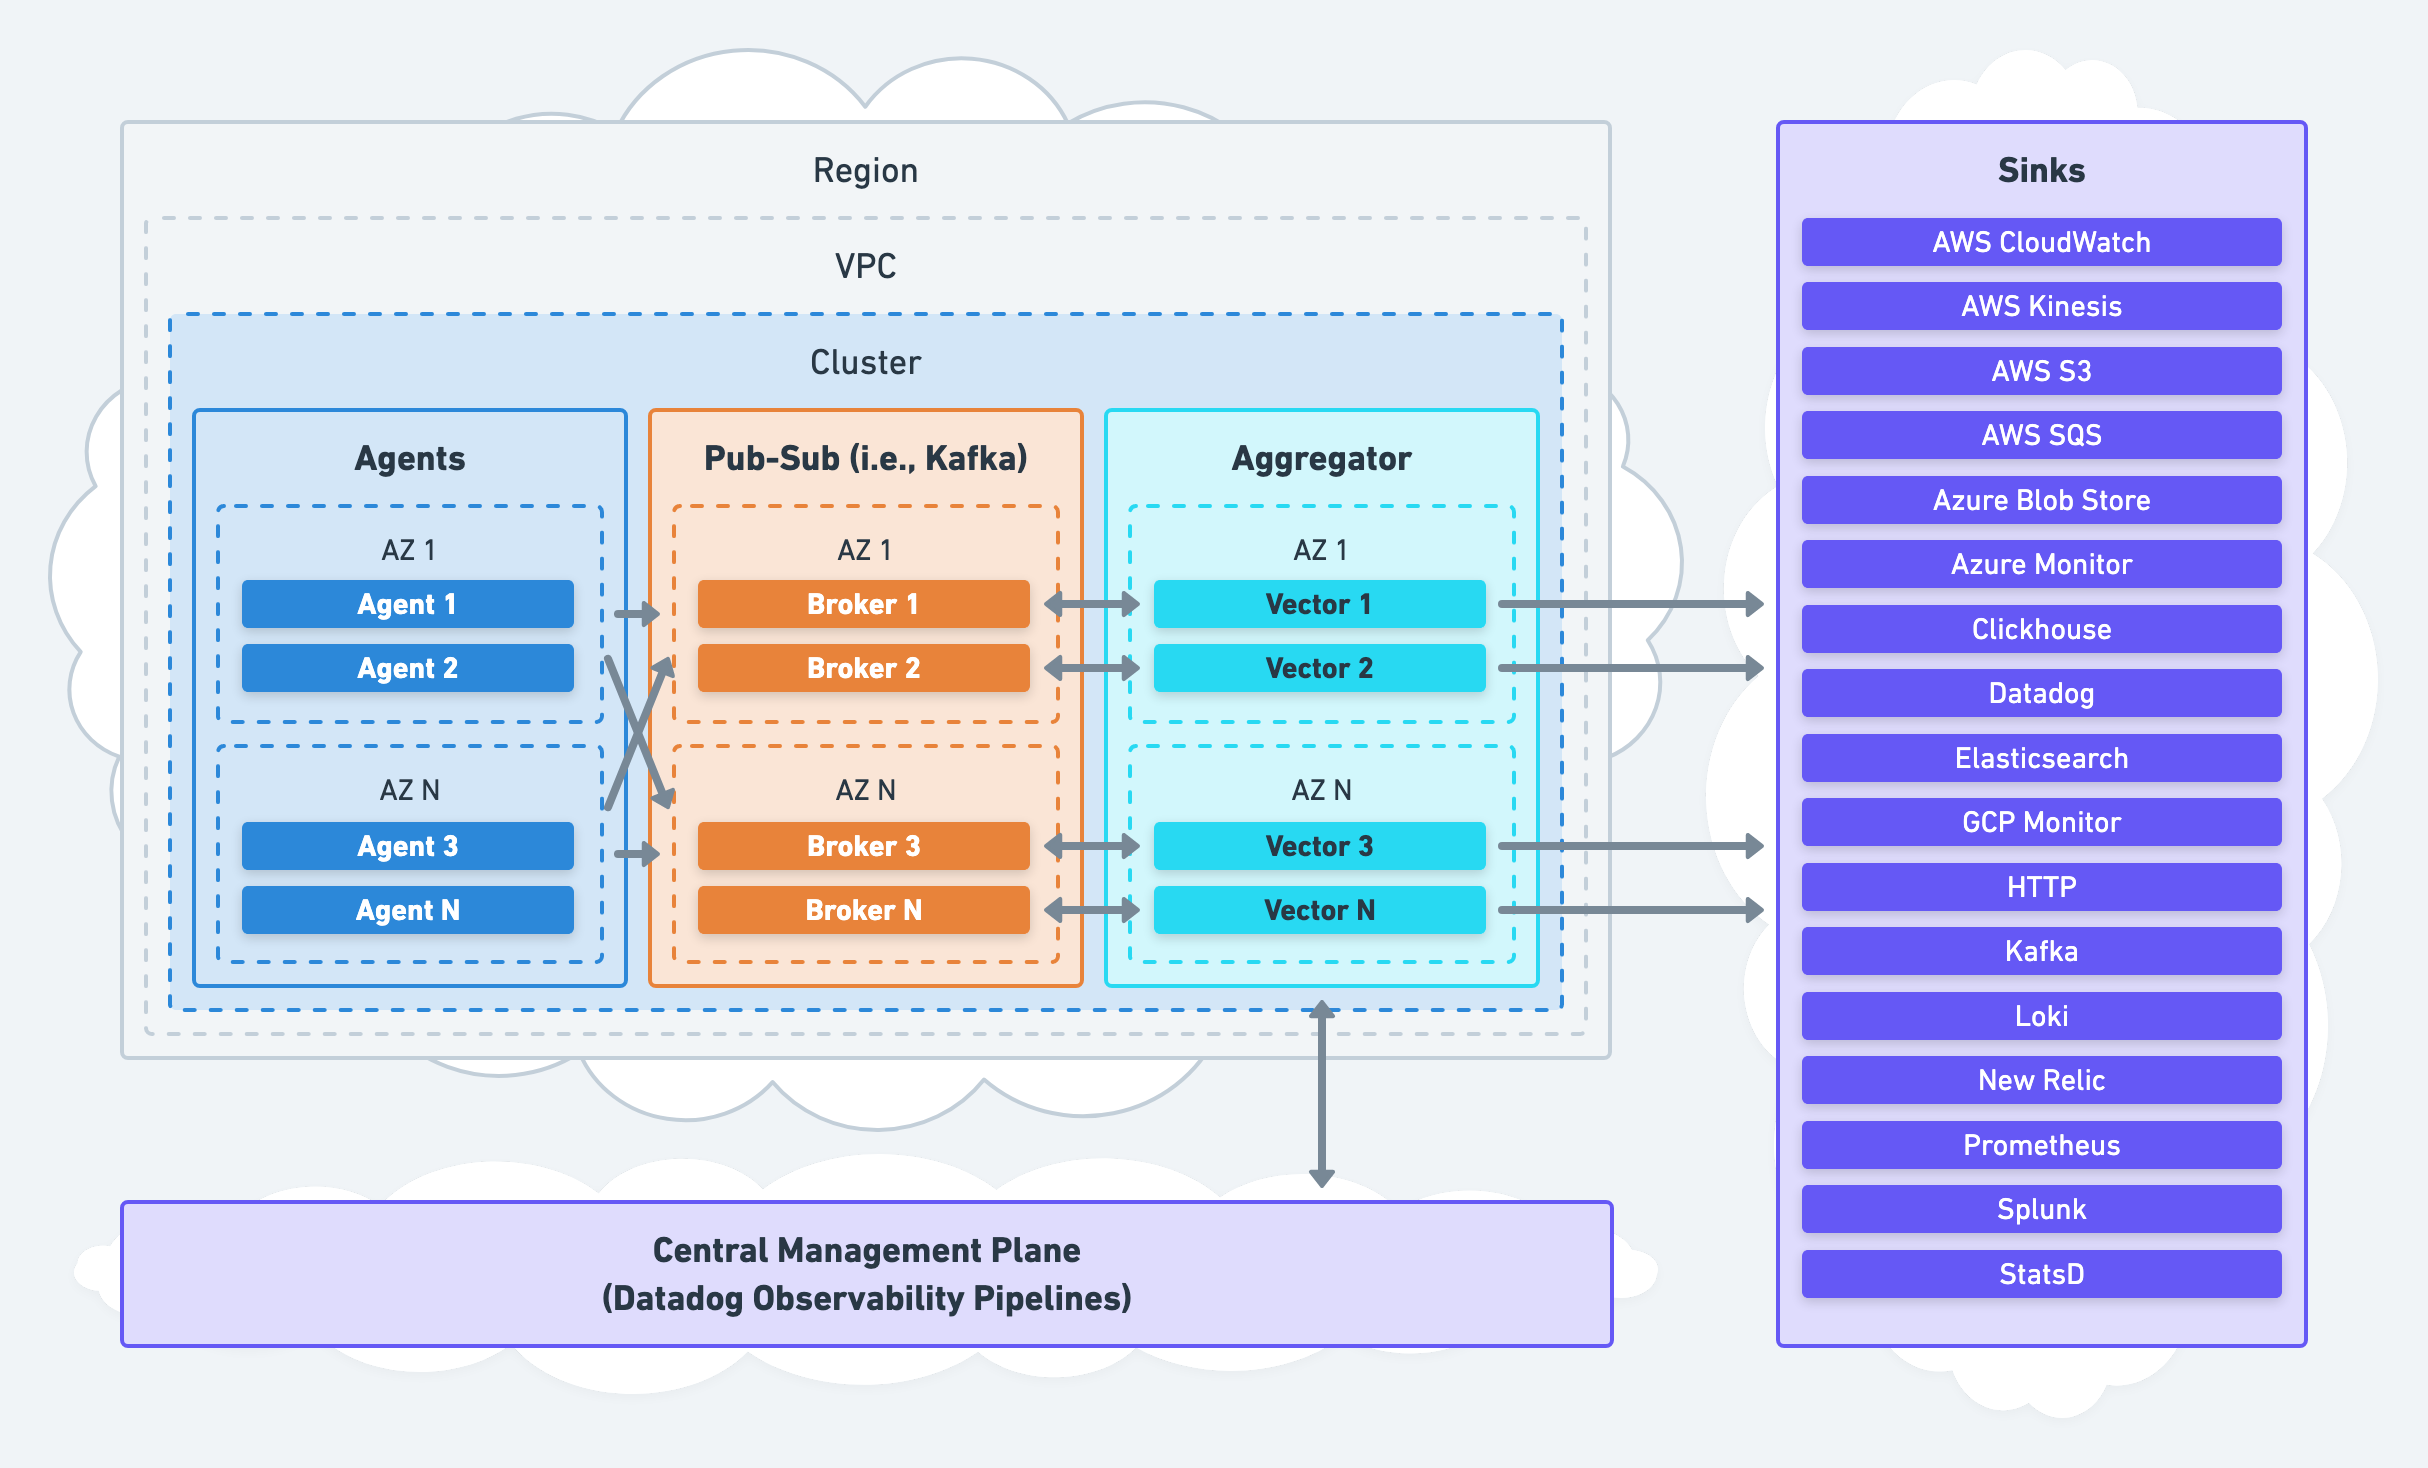 Region
VPC
Cluster
Agents
AZ 1
Agent 1
Agent 2
AZ N
Agent 3
Agent N
Pub-Sub (i.e., Kafka)
AZ 1
Broker 1
Broker 2
AZ N
Broker 3
Broker N
Aggregator
AZ 1
Vector 1
Vector 2
AZ N
Vector 3
Vector N
Central Management Plane
(Datadog Observability Pipelines)
Sinks
AWS CloudWatch
AWS Kinesis
AWS S3
AWS SQS
Azure Blob Store
Azure Monitor
Clickhouse
Datadog
Elasticsearch
GCP Monitor
HTTP
Kafka
Loki
New Relic
Prometheus
Splunk
StatsD